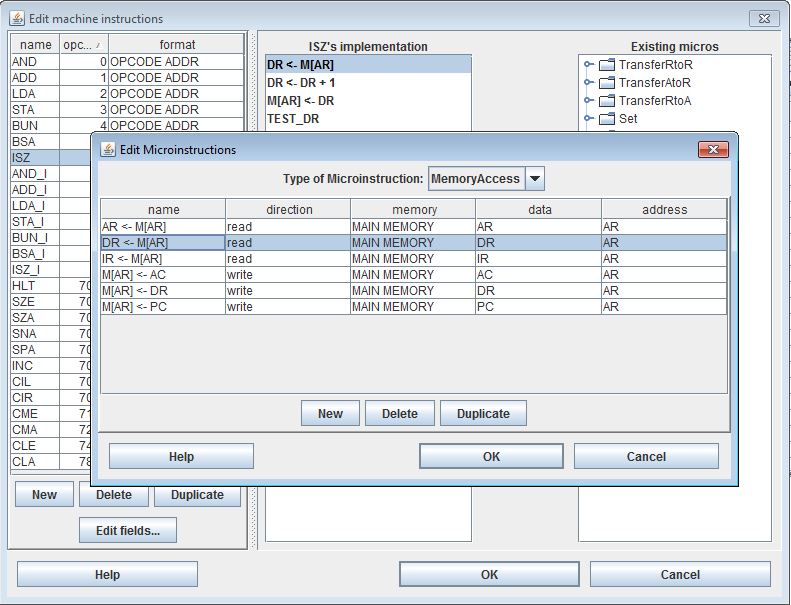 Edit machine instructions
name opc... format
AND 0 OPCODE ADDR
ADD 1 OPCODE ADDR
LDA 2 OPCODE ADDR
STA 3 OPCODE ADDR
BUN 4 OPCODE ADDR
BSA
ISZ
AND_I
ADD_I
LDA_I
STA_I
BUN_I
BSA_I
ISZ_I
HLT 70
SZE 70
SZA 70
SNA 70
SPA 70
INC 70
CIL 70
CIR 70
CME 71
CMA 72
CLE 74
CLA 78
New Delete Duplicate
Edit fields...
ISZ's implementation
DR <- M[AR]
DR <- DR + 1
M[AR] <- DR
TEST_DR
Existing micros
TransferRtoR
TransferAtoR
TransferRtoA
Set
Edit Microinstructions
Type of Microinstruction: MemoryAccess
name direction memory data address
AR <- M[AR] read MAIN MEMORY AR AR
DR <- M[AR] read MAIN MEMORY DR AR
IR <- M[AR] read MAIN MEMORY IR AR
M[AR] <- AC write MAIN MEMORY AC AR
M[AR] <- DR write MAIN MEMORY DR AR
M[AR] <- PC write MAIN MEMORY PC AR
New Delete Duplicate
Help OK Cancel
Help OK Cancel